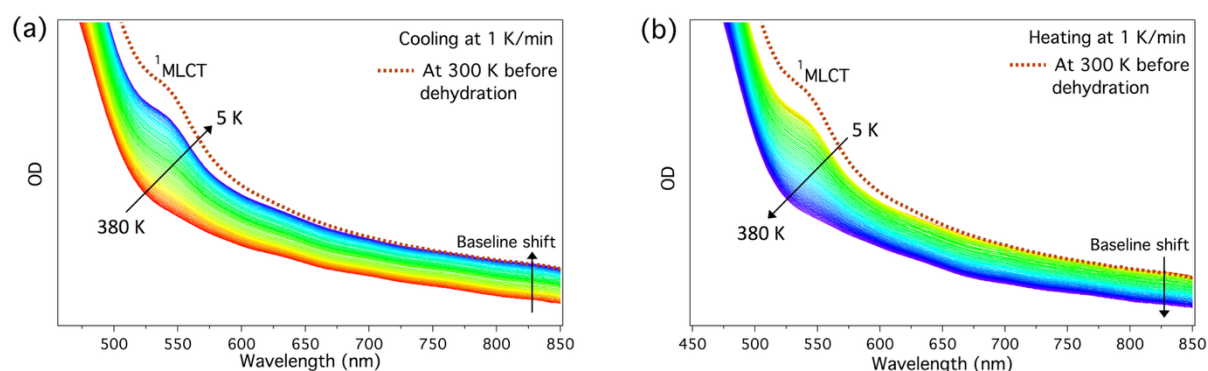 (a)
Cooling at 1 K/min
At 300 K before
dehydration
¹MLCT
5 K
380 K
Baseline shift
OD
500 550 600 650 700 750 800 850
Wavelength (nm)
(b)
Heating at 1 K/min
At 300 K before
dehydration
¹MLCT
5 K
380 K
Baseline shift
OD
450 500 550 600 650 700 750 800 850
Wavelength (nm)